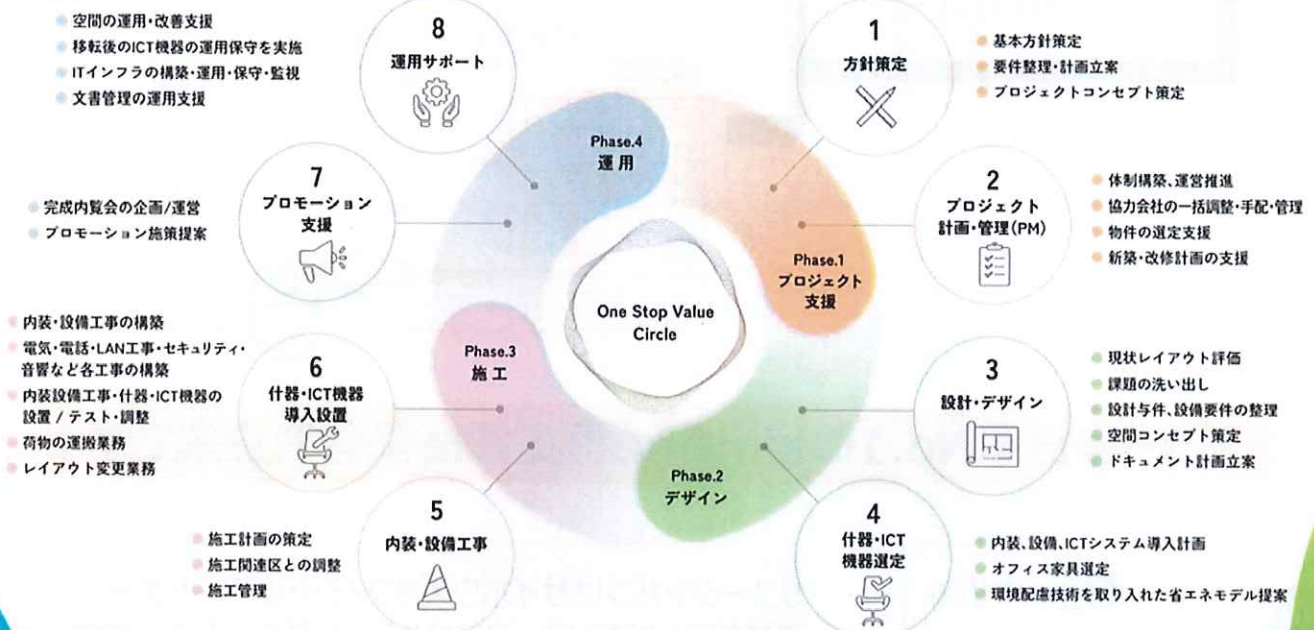 空間の運用・改善支援
移転後のICT機器の運用保守を実施
ITインフラの構築・運用・保守・監視
文書管理の運用支援
8
運用サポート
1
方針策定
基本方針策定
要件整理・計画立案
プロジェクトコンセプト策定
Phase.4
運用
7
プロモーション
支援
完成内覧会の企画/運営
プロモーション施策提案
2
プロジェクト
計画・管理(PM)
体制構築、運営推進
協力会社の一括調整・手配・管理
物件の選定支援
新築・改修計画の支援
Phase.1
プロジェクト
支援
One Stop Value
Circle
内装・設備工事の構築
電気・電話・LAN工事・セキュリティ・
音響など各工事の構築
内装設備工事・什器・ICT機器の
設置 / テスト・調整
荷物の運搬業務
レイアウト変更業務
6
什器・ICT機器
導入設置
Phase.3
施工
3
設計・デザイン
現状レイアウト評価
課題の洗い出し
設計与件、設備要件の整理
空間コンセプト策定
ドキュメント計画立案
Phase.2
デザイン
5
内装・設備工事
施工計画の策定
施工関連区との調整
施工管理
4
什器・ICT
機器選定
内装、設備、ICTシステム導入計画
オフィス家具選定
環境配慮技術を取り入れた省エネモデル提案